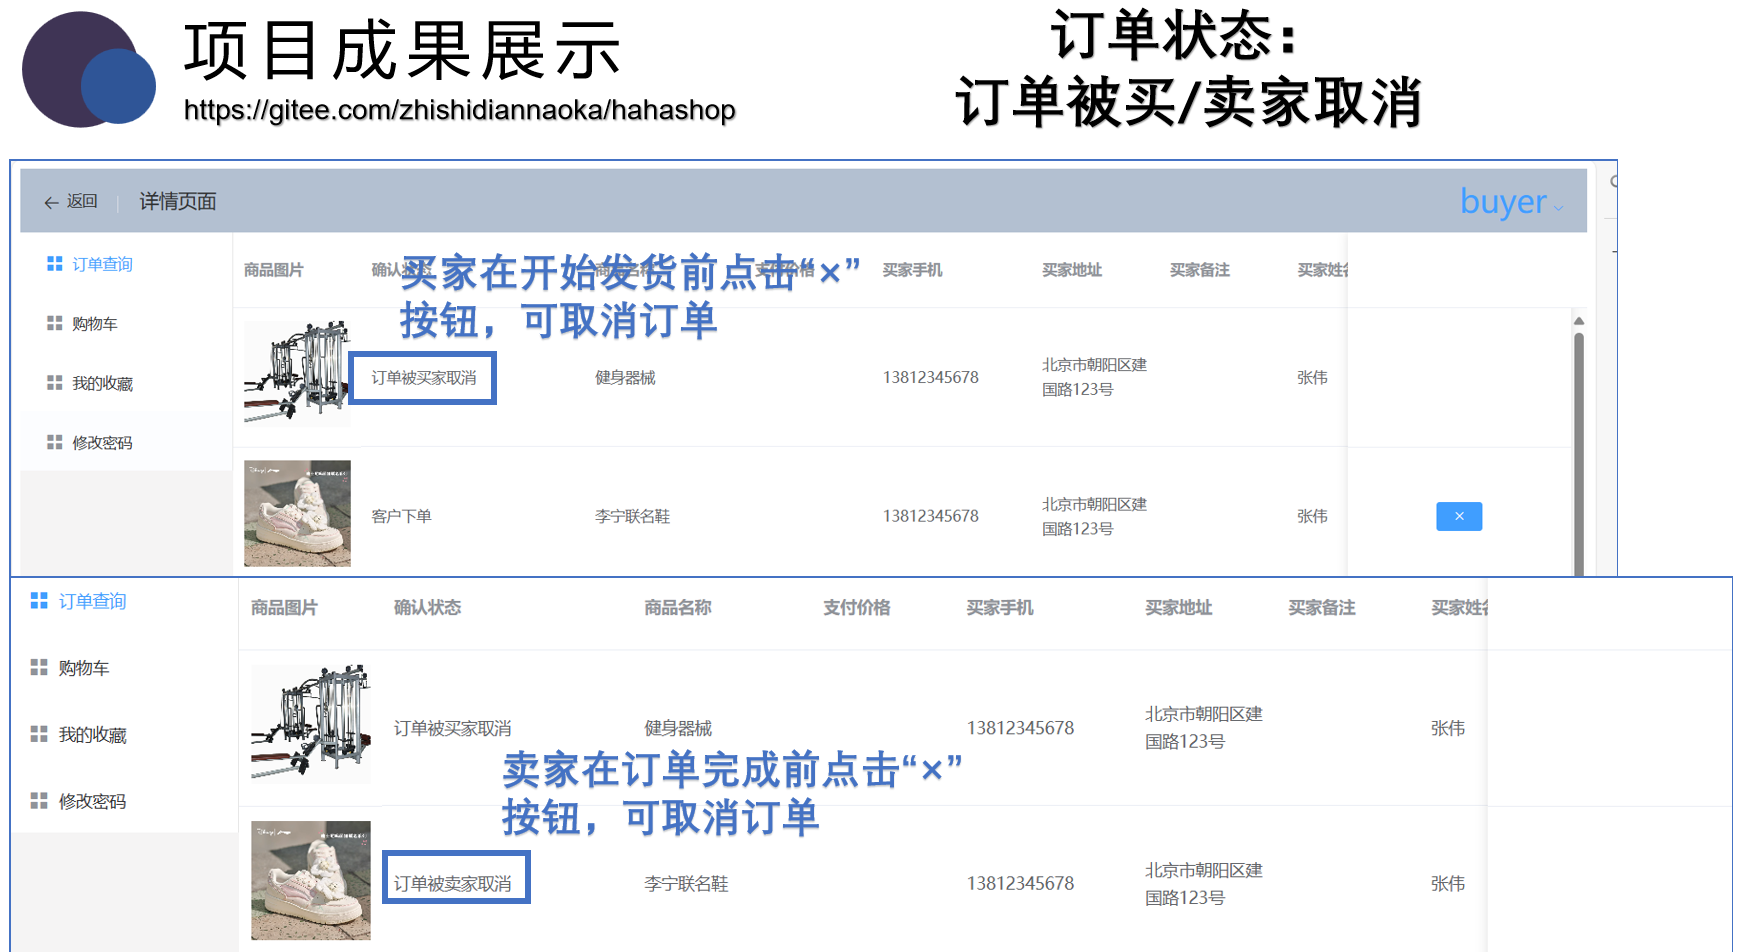 项目成果展示
https://gitee.com/zhishidiannaoka/hahashop
订单状态：
订单被买/卖家取消
返回
详情页面
buyer
订单查询
购物车
我的收藏
修改密码
商品图片 确认状态 商品名称 支付价格 买家手机 买家地址 买家备注 买家姓名
买家在开始发货前点击“×”
按钮，可取消订单
订单被买家取消 健身器械 13812345678 北京市朝阳区建
国路123号 张伟
客户下单 李宁联名鞋 13812345678 北京市朝阳区建
国路123号 张伟
×
订单查询
购物车
我的收藏
修改密码
商品图片 确认状态 商品名称 支付价格 买家手机 买家地址 买家备注 买家姓名
订单被买家取消 健身器械 13812345678 北京市朝阳区建
国路123号 张伟
卖家在订单完成前点击“×”
按钮，可取消订单
订单被卖家取消 李宁联名鞋 13812345678 北京市朝阳区建
国路123号 张伟